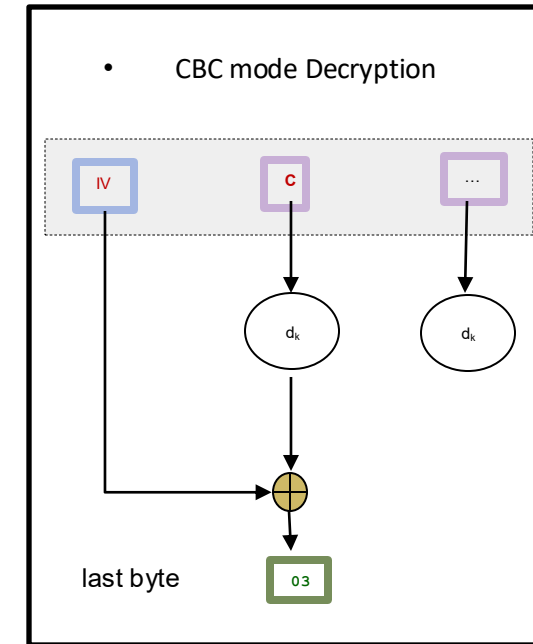 • CBC mode Decryption
IV C ...
dₖ dₖ
last byte 03